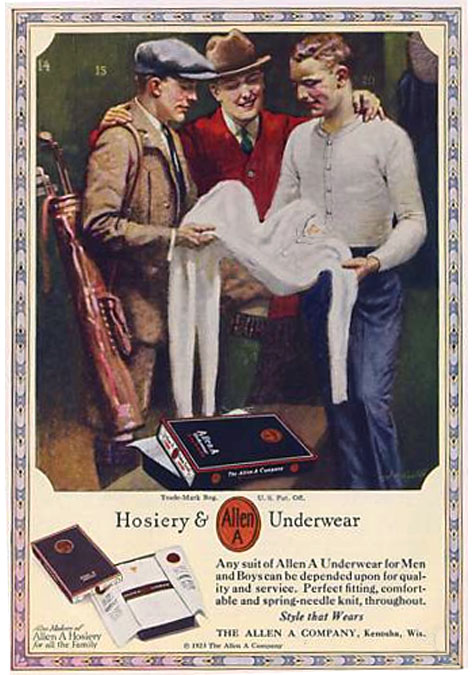 14
15
20
Allen A
The Allen A Company
Trade-Mark Reg.
U. S. Pat. Off.
Hosiery & Allen A Underwear
Any suit of Allen A Underwear for Men
and Boys can be depended upon for qual-
ity and service. Perfect fitting, comfort-
able and spring-needle knit, throughout.
Style that Wears
THE ALLEN A COMPANY, Kenosha, Wis.
Also Makers of
Allen A Hosiery
for all the Family
© 1923 The Allen A Company